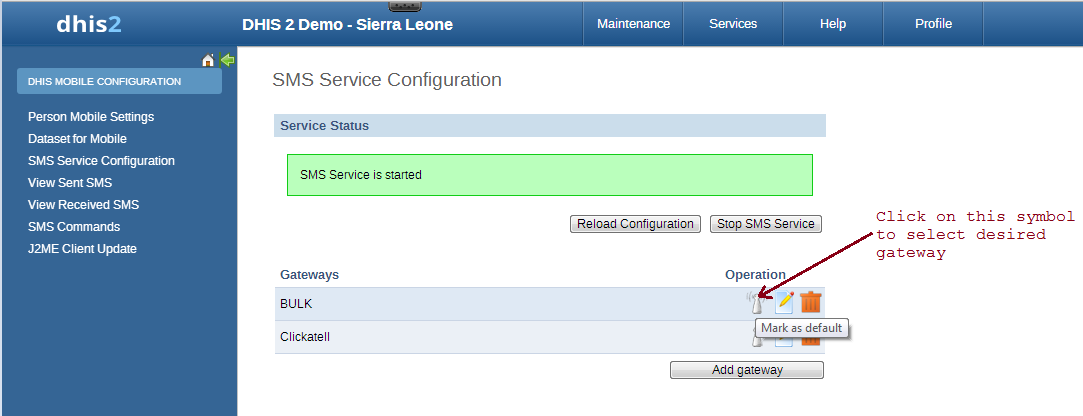 dhis2
DHIS 2 Demo - Sierra Leone
Maintenance
Services
Help
Profile
DHIS MOBILE CONFIGURATION
Person Mobile Settings
Dataset for Mobile
SMS Service Configuration
View Sent SMS
View Received SMS
SMS Commands
J2ME Client Update
SMS Service Configuration
Service Status
SMS Service is started
Reload Configuration
Stop SMS Service
Click on this symbol
to select desired
gateway
Gateways
Operation
BULK
Mark as default
Clickatell
Add gateway